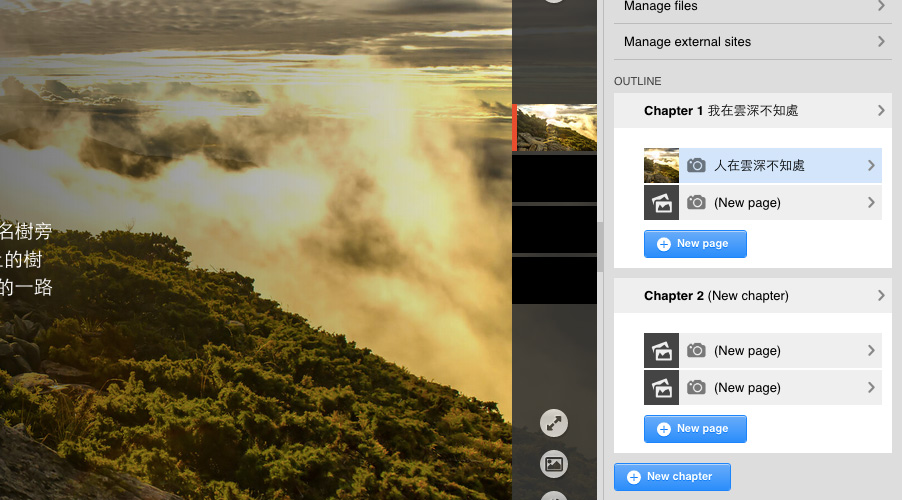 名樹旁
的樹
的一路
Manage files
Manage external sites
OUTLINE
Chapter 1 我在雲深不知處
人在雲深不知處
(New page)
New page
Chapter 2 (New chapter)
(New page)
(New page)
New page
New chapter